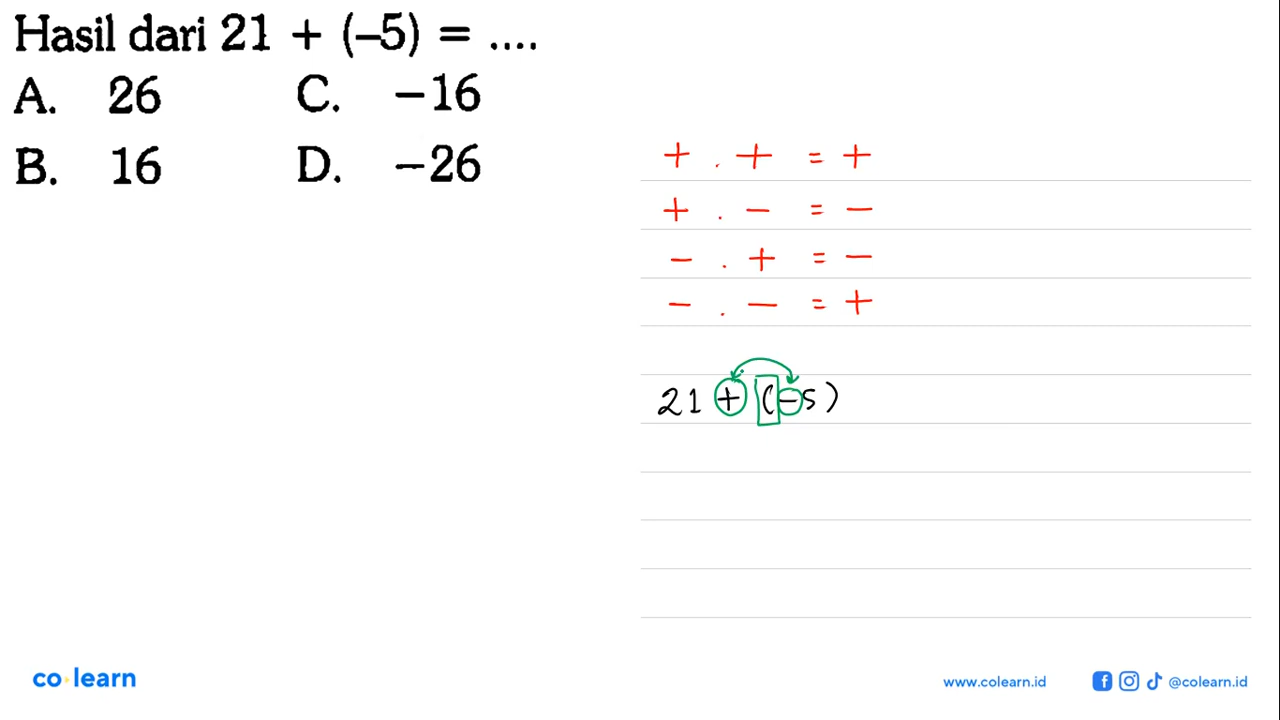 Hasil dari 21 + (–5) = ....
A. 26 C. –16
B. 16 D. –26
+ . + = +
+ . – = –
– . + = –
– . – = +
21 + (–5)
co·learn
www.colearn.id @colearn.id